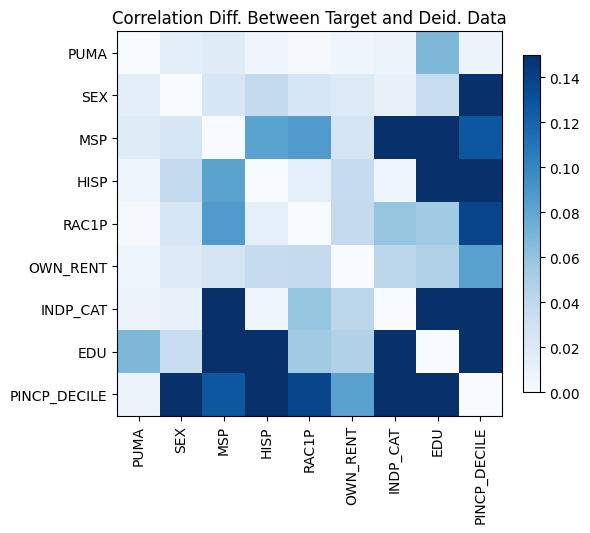 Correlation Diff. Between Target and Deid. Data
PUMA
SEX
MSP
HISP
RAC1P
OWN_RENT
INDP_CAT
EDU
PINCP_DECILE
PUMA
SEX
MSP
HISP
RAC1P
OWN_RENT
INDP_CAT
EDU
PINCP_DECILE
0.14
0.12
0.10
0.08
0.06
0.04
0.02
0.00